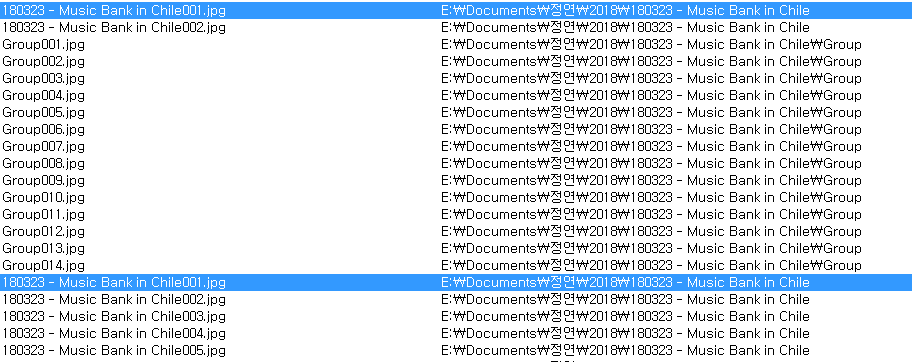 180323 - Music Bank in Chile001.jpg E:₩Documents₩정연₩2018₩180323 - Music Bank in Chile
180323 - Music Bank in Chile002.jpg E:₩Documents₩정연₩2018₩180323 - Music Bank in Chile
Group001.jpg E:₩Documents₩정연₩2018₩180323 - Music Bank in Chile₩Group
Group002.jpg E:₩Documents₩정연₩2018₩180323 - Music Bank in Chile₩Group
Group003.jpg E:₩Documents₩정연₩2018₩180323 - Music Bank in Chile₩Group
Group004.jpg E:₩Documents₩정연₩2018₩180323 - Music Bank in Chile₩Group
Group005.jpg E:₩Documents₩정연₩2018₩180323 - Music Bank in Chile₩Group
Group006.jpg E:₩Documents₩정연₩2018₩180323 - Music Bank in Chile₩Group
Group007.jpg E:₩Documents₩정연₩2018₩180323 - Music Bank in Chile₩Group
Group008.jpg E:₩Documents₩정연₩2018₩180323 - Music Bank in Chile₩Group
Group009.jpg E:₩Documents₩정연₩2018₩180323 - Music Bank in Chile₩Group
Group010.jpg E:₩Documents₩정연₩2018₩180323 - Music Bank in Chile₩Group
Group011.jpg E:₩Documents₩정연₩2018₩180323 - Music Bank in Chile₩Group
Group012.jpg E:₩Documents₩정연₩2018₩180323 - Music Bank in Chile₩Group
Group013.jpg E:₩Documents₩정연₩2018₩180323 - Music Bank in Chile₩Group
Group014.jpg E:₩Documents₩정연₩2018₩180323 - Music Bank in Chile₩Group
180323 - Music Bank in Chile001.jpg E:₩Documents₩정연₩2018₩180323 - Music Bank in Chile
180323 - Music Bank in Chile002.jpg E:₩Documents₩정연₩2018₩180323 - Music Bank in Chile
180323 - Music Bank in Chile003.jpg E:₩Documents₩정연₩2018₩180323 - Music Bank in Chile
180323 - Music Bank in Chile004.jpg E:₩Documents₩정연₩2018₩180323 - Music Bank in Chile
180323 - Music Bank in Chile005.jpg E:₩Documents₩정연₩2018₩180323 - Music Bank in Chile